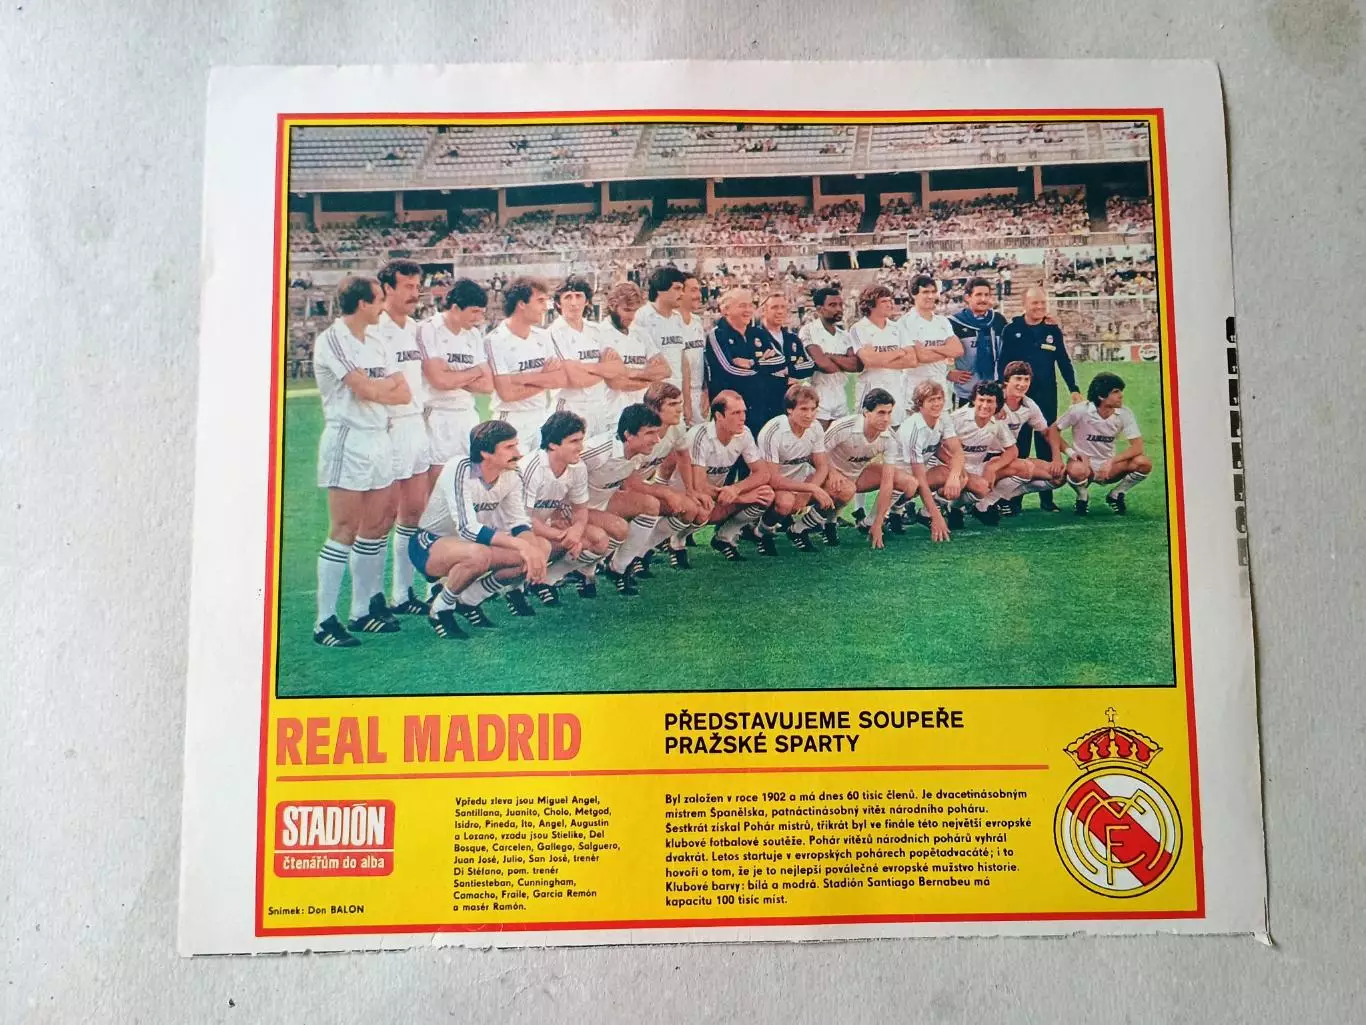 ZANUSSI
REAL MADRID
PŘEDSTAVUJEME SOUPEŘE
PRAŽSKÉ SPARTY
STADIÓN
čtenářům do alba
Snímek: Don BALON
Vpředu zleva jsou Miguel Angel,
Santillana, Juanito, Cholo, Metgod,
Isidro, Pineda, Ito, Angel, Augustin
a Lozano, vzadu jsou Stielike, Del
Bosque, Carcelen, Gallego, Salguero,
Juan José, Julio, San José, trenér
Di Stéfano, pom. trenér
Santiesteban, Cunningham,
Camacho, Fraile, García Remón
a masér Ramón.
Byl založen v roce 1902 a má dnes 60 tisíc členů. Je dvacetinásobným
mistrem Španělska, patnáctinásobný vítěz národního poháru.
Šestkrát získal Pohár mistrů, třikrát byl ve finále této největší evropské
klubové fotbalové soutěže. Pohár vítězů národních pohárů vyhrál
dvakrát. Letos startuje v evropských pohárech popětadvacáté; i to
hovoří o tom, že je to nejlepší poválečné evropské mužstvo historie.
Klubové barvy: bílá a modrá. Stadión Santiago Bernabeu má
kapacitu 100 tisíc míst.